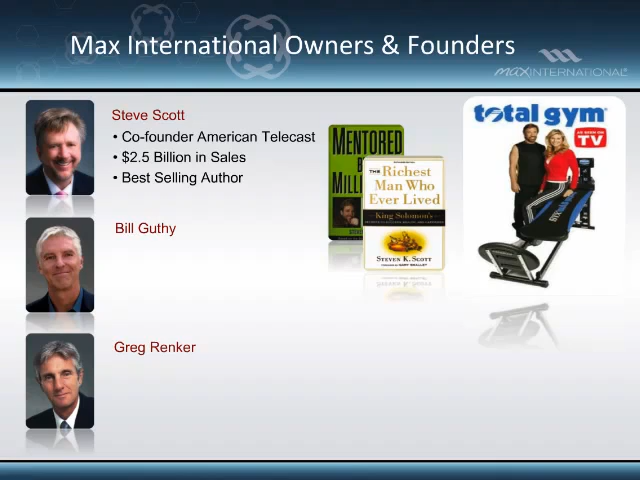 Max International Owners & Founders
MAXINTERNATIONAL
Steve Scott
• Co-founder American Telecast
• $2.5 Billion in Sales
• Best Selling Author
MENTORED
THE Richest
Man Who
Ever Lived
King Solomon's
STEVEN K. SCOTT
total gym
AS SEEN ON
TV
Bill Guthy
Greg Renker